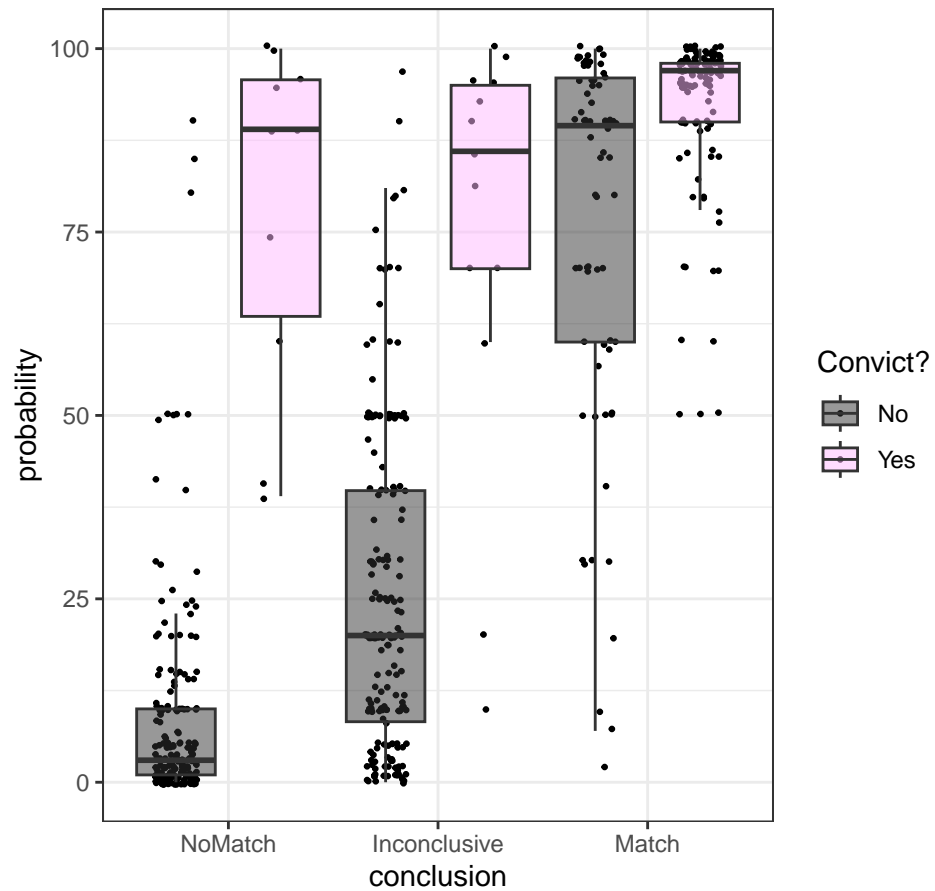 100
75
50
25
0
probability
NoMatch
Inconclusive
Match
conclusion
Convict?
No
Yes